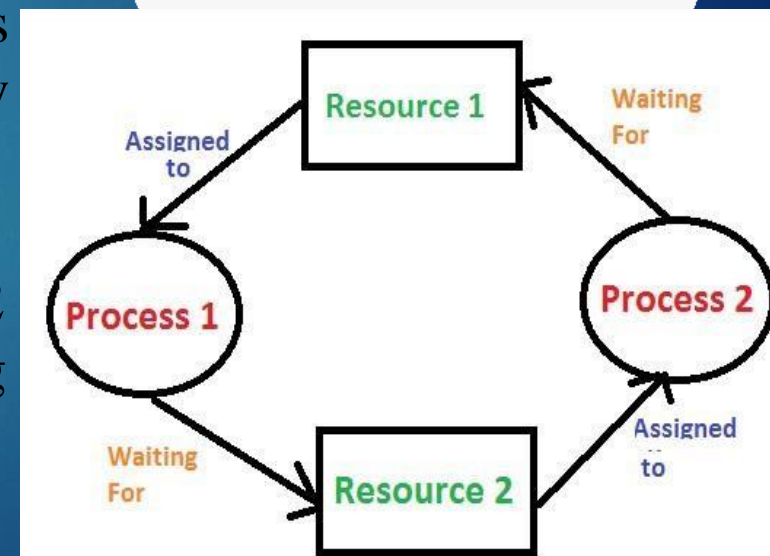 Resource 1
Waiting
For
Assigned
to
Process 1
Process 2
Waiting
For
Resource 2
Assigned
to